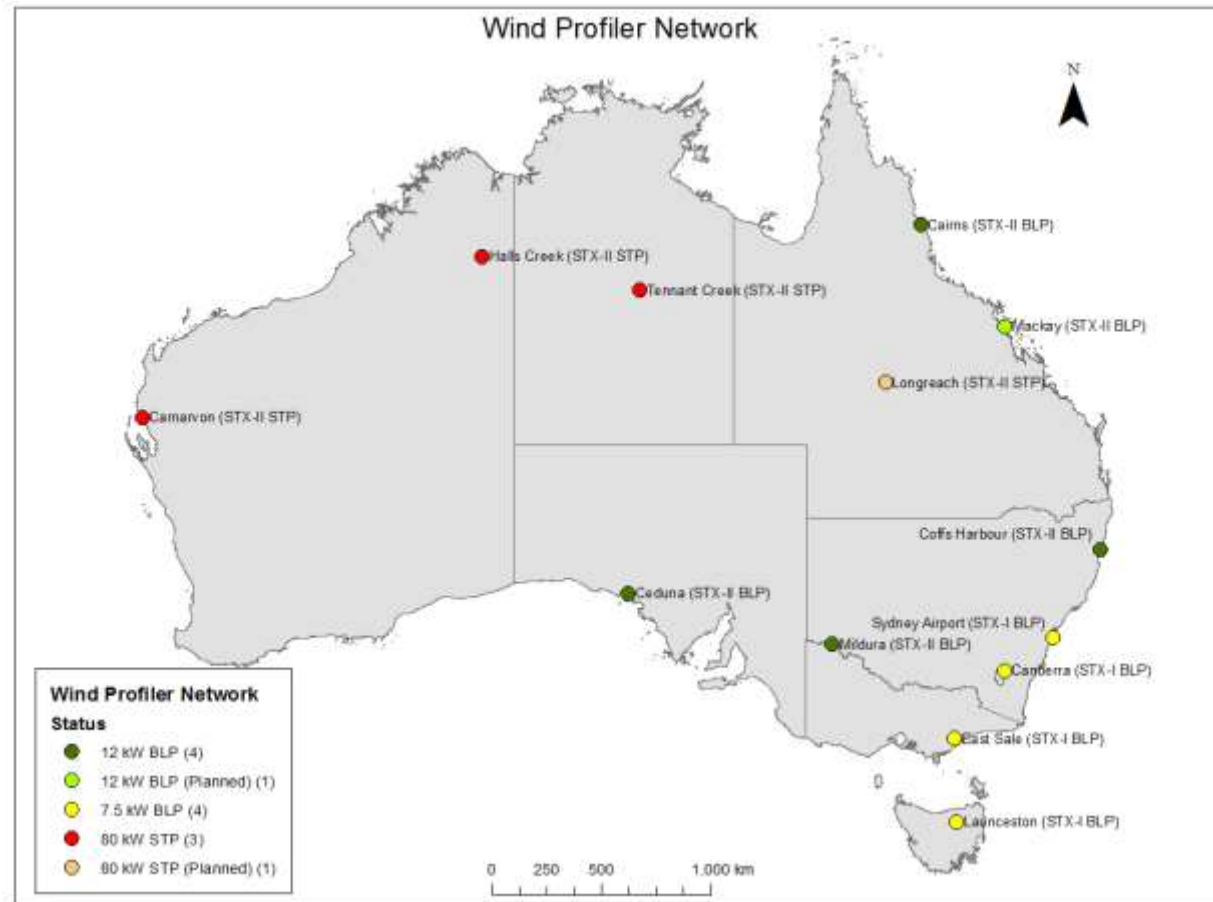 Wind Profiler Network
N
Cairns (STX-II BLP)
Halls Creek (STX-II STP)
Tennant Creek (STX-II STP)
Mackay (STX-II BLP)
Longreach (STX-II STP)
Carnarvon (STX-II STP)
Coffs Harbour (STX-II BLP)
Ceduna (STX-II BLP)
Sydney Airport (STX-I BLP)
Mildura (STX-II BLP)
Canberra (STX-I BLP)
East Sale (STX-I BLP)
Launceston (STX-I BLP)
Wind Profiler Network
Status
12 kW BLP (4)
12 kW BLP (Planned) (1)
7.5 kW BLP (4)
80 kW STP (3)
80 kW STP (Planned) (1)
0 250 500 1,000 km